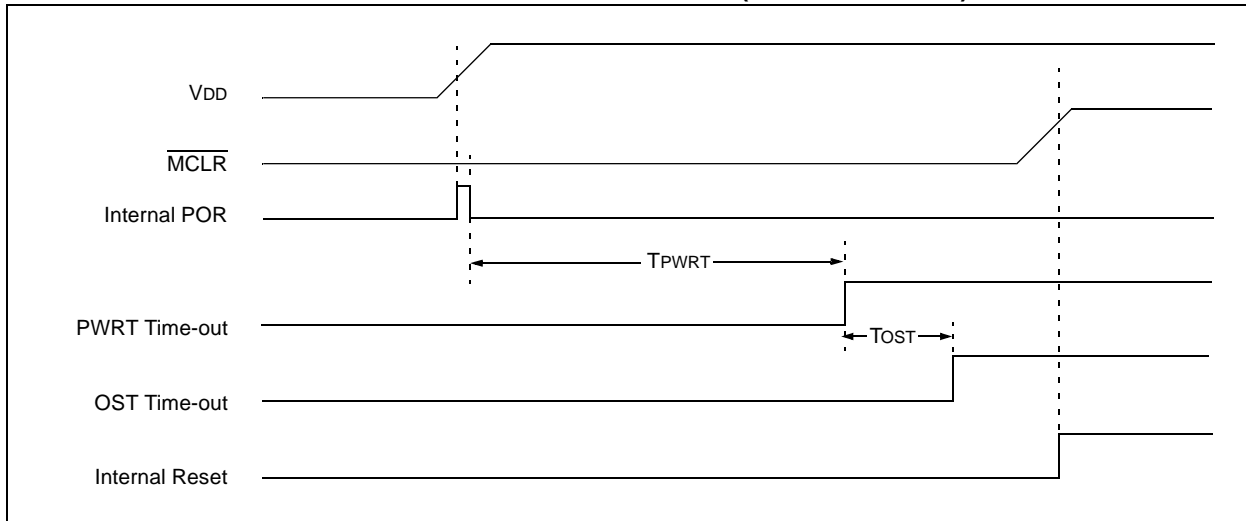 VDD
MCLR
Internal POR
TPWRT
PWRT Time-out
TOST
OST Time-out
Internal Reset